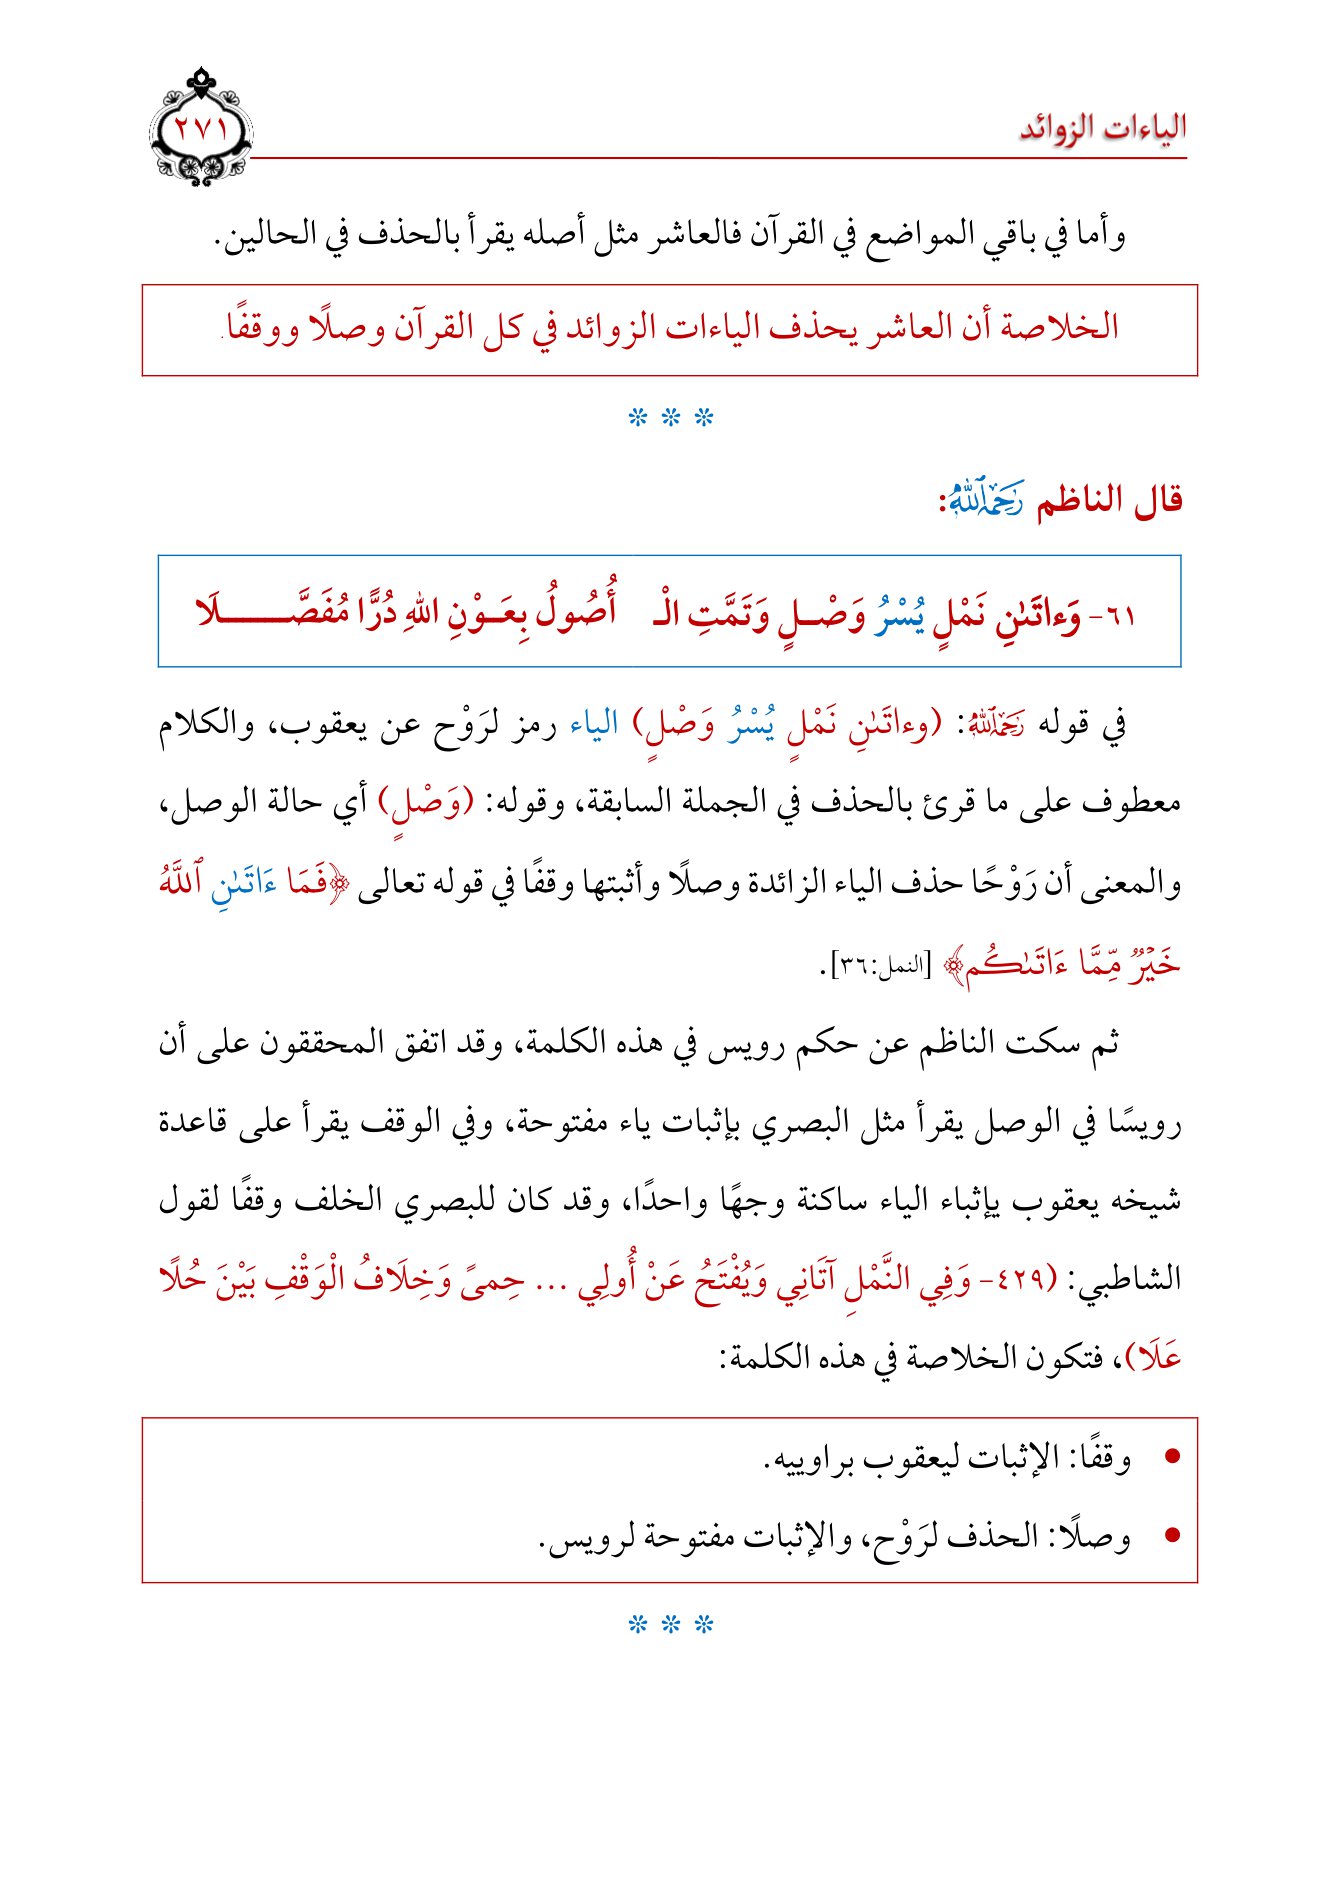 الياءات الزوائد
٢٧١
وأما في باقي المواضع في القرآن فالعاشر مثل أصله يقرأ بالحذف في الحالين.
الخلاصة أن العاشر يحذف الياءات الزوائد في كل القرآن وصلًا ووقفًا.
* * *
قال الناظم رَحِمَهُ ٱللَّهُ:
٦١- وَءاتَىٰنِ نَمْلٍ يُسْرُ وَصْــلٍ وَتَمَّتِ الْـ أُصُولُ بِعَــوْنِ اللهِ دُرًّا مُفَصَّـــــــــلَا
في قوله رَحِمَهُ ٱللَّهُ: (وءاتَىٰنِ نَمْلٍ يُسْرُ وَصْلٍ) الياء رمز لرَوْح عن يعقوب، والكلام
معطوف على ما قرئ بالحذف في الجملة السابقة، وقوله: (وَصْلٍ) أي حالة الوصل،
والمعنى أن رَوْحًا حذف الياء الزائدة وصلًا وأثبتها وقفًا في قوله تعالى ﴿فَمَا ءَاتَىٰنِ ٱللَّهُ
خَيْرٌ مِّمَّا ءَاتَىٰكُم﴾ [النمل:٣٦].
ثم سكت الناظم عن حكم رويس في هذه الكلمة، وقد اتفق المحققون على أن
رويسًا في الوصل يقرأ مثل البصري بإثبات ياء مفتوحة، وفي الوقف يقرأ على قاعدة
شيخه يعقوب يإثباء الياء ساكنة وجهًا واحدًا، وقد كان للبصري الخلف وقفًا لقول
الشاطبي: (٤٢٩- وَفِي النَّمْلِ آتَانِي وَيُفْتَحُ عَنْ أُولِي ... حِمىً وَخِلَافُ الْوَقْفِ بَيْنَ حُلًا
عَلَا)، فتكون الخلاصة في هذه الكلمة:
• وقفًا: الإثبات ليعقوب براوييه.
• وصلًا: الحذف لرَوْح، والإثبات مفتوحة لرويس.
* * *